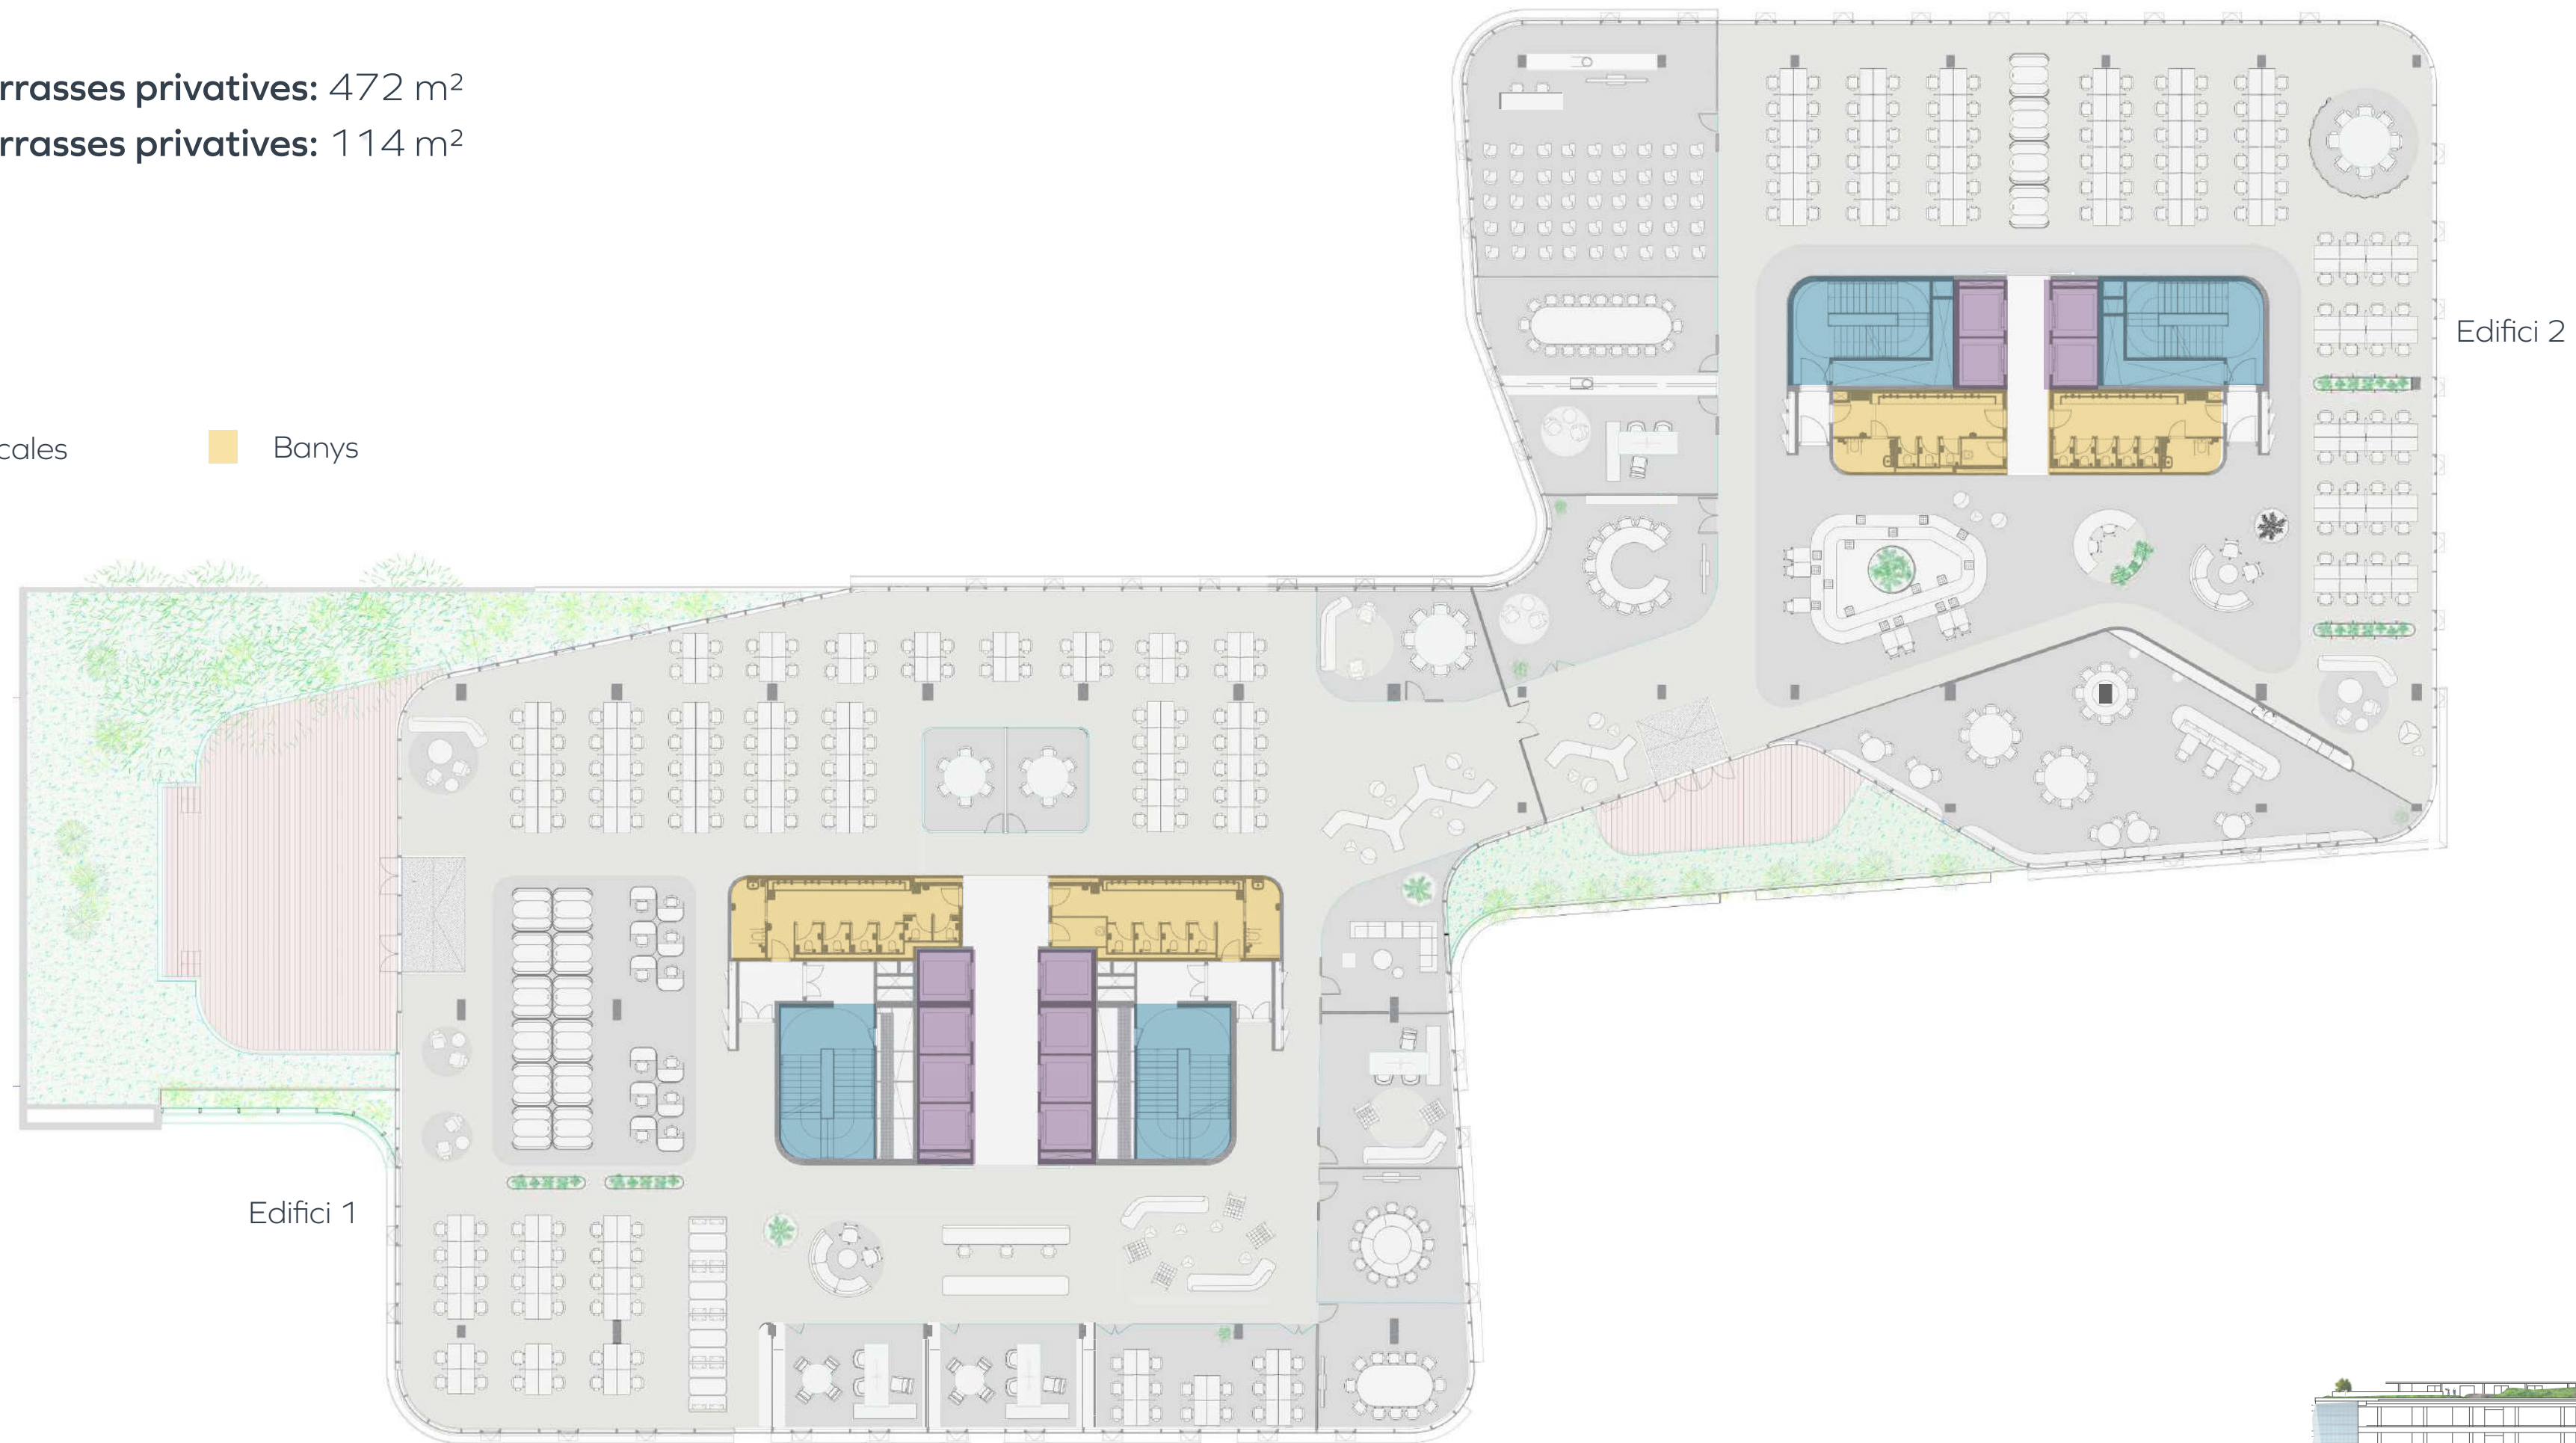 rrasses privatives: 472 m²
rrasses privatives: 114 m²
cales
Banys
Edifici 2
Edifici 1